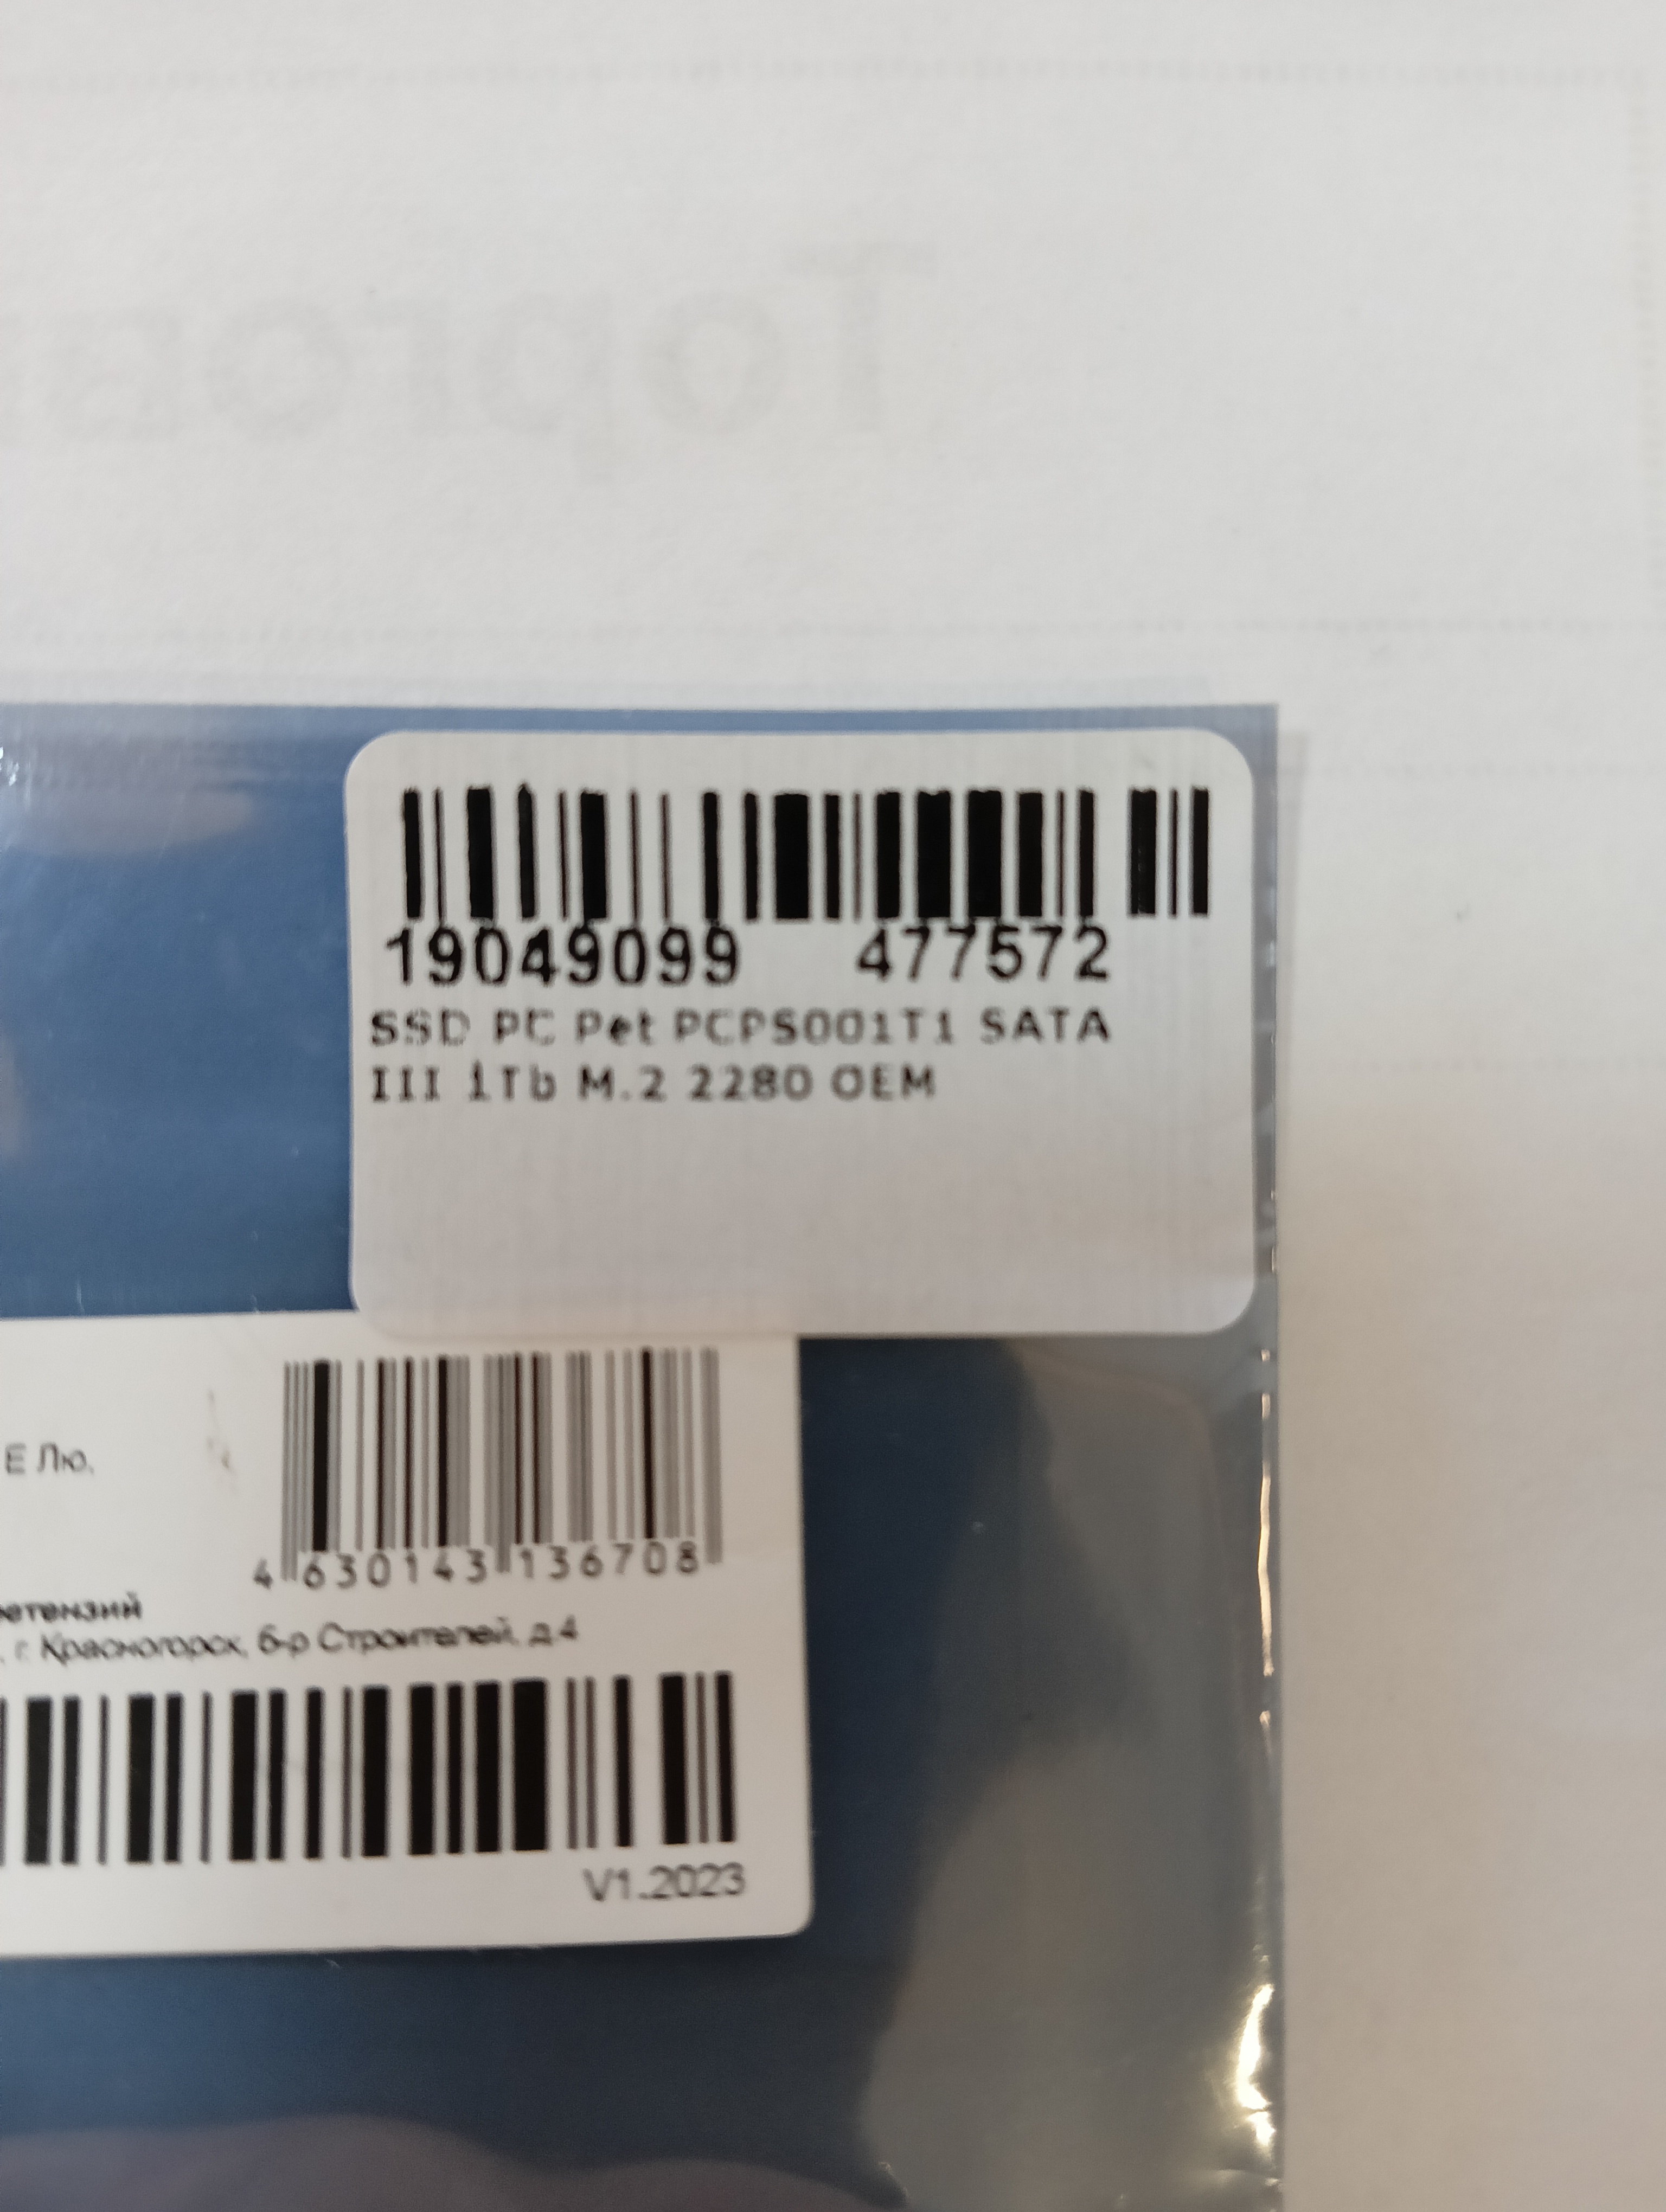 Торгов
19049099 477572
SSD PC Pet PCPS001T1 SATA
III 1Tb M.2 2280 OEM
Е Лю,
4 630143 136708
ретензий
, г. Красногорск, б-р Строителей, д.4
V1.2023